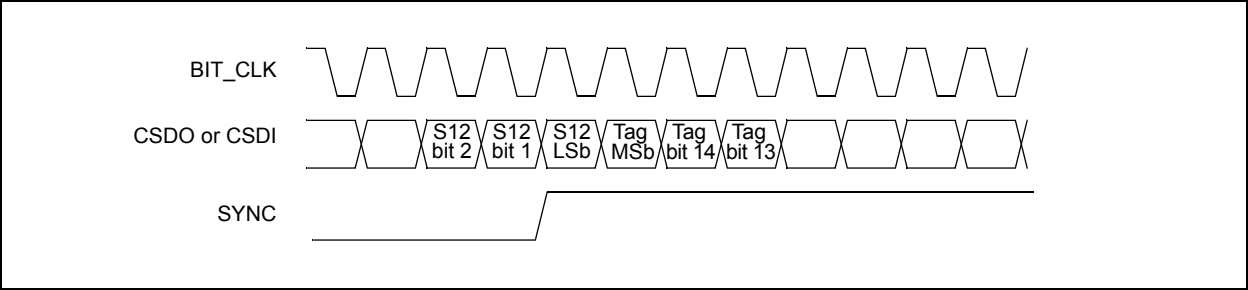 BIT_CLK
CSDO or CSDI
S12
bit 2
S12
bit 1
S12
LSb
Tag
MSb
Tag
bit 14
Tag
bit 13
SYNC